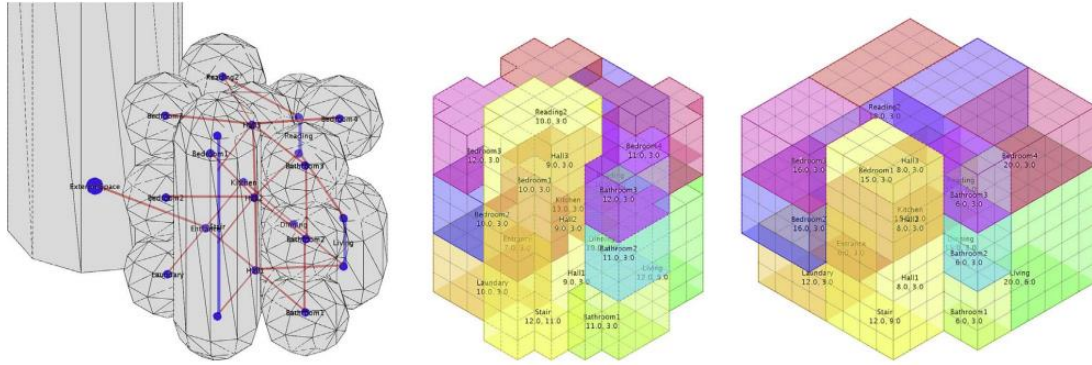 Reading2
Bedroom4
Reading
Bedroom1
Bathroom3
Kitchen
External space
Bedroom2
Stair
Dinning
Bathroom2
Living
Laundary
Bathroom1
Reading2
10.0, 3.0
Bedroom3
12.0, 3.0
Hall3
9.0, 3.0
Bedroom4
11.0, 3.0
Bedroom1
10.0, 3.0
Bathroom3
12.0, 3.0
Kitchen
13.0, 3.0
Bedroom2
10.0, 3.0
Hall2
9.0, 3.0
Bathroom2
11.0, 3.0
Laundary
10.0, 3.0
Hall1
9.0, 3.0
Stair
12.0, 11.0
Bathroom1
11.0, 3.0
Reading2
Bedroom3
Hall3
8.0, 3.0
Bedroom4
20.0, 3.0
Bedroom1
15.0, 3.0
Bathroom3
6.0, 3.0
Kitchen
Bedroom2
16.0, 3.0
Hall2
8.0, 3.0
Entrance
Bathroom2
6.0, 3.0
Laundary
12.0, 3.0
Hall1
8.0, 3.0
Living
20.0, 6.0
Stair
12.0, 9.0
Bathroom1
6.0, 3.0